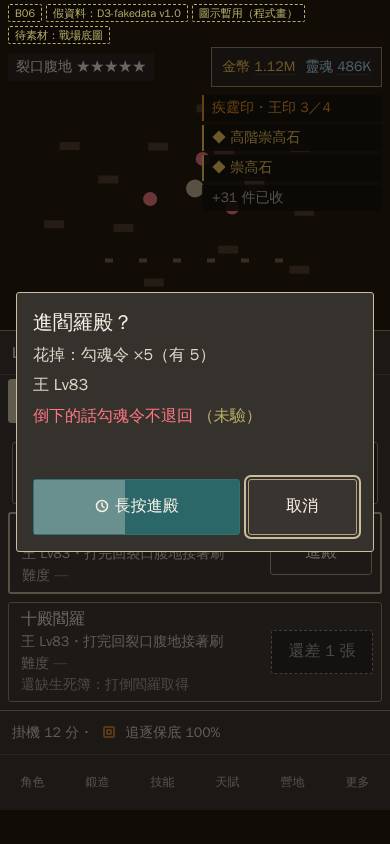 B06 假資料：D3-fakedata v1.0 圖示暫用（程式畫）
待素材：戰場底圖
裂口腹地 ★★★★★
金幣 1.12M 靈魂 486K
疾霆印・王印 3／4
◆ 高階崇高石
◆ 崇高石
+31 件已收
進閻羅殿？
花掉：勾魂令 ×5（有 5）
王 Lv83
倒下的話勾魂令不退回 （未驗）
長按進殿
取消
王 Lv83・打完回裂口腹地接著刷
進殿
難度 —
十殿閻羅
王 Lv83・打完回裂口腹地接著刷
難度 —
還缺生死簿：打倒閻羅取得
還差 1 張
掛機 12 分・ 追逐保底 100%
角色 鍛造 技能 天賦 營地 更多